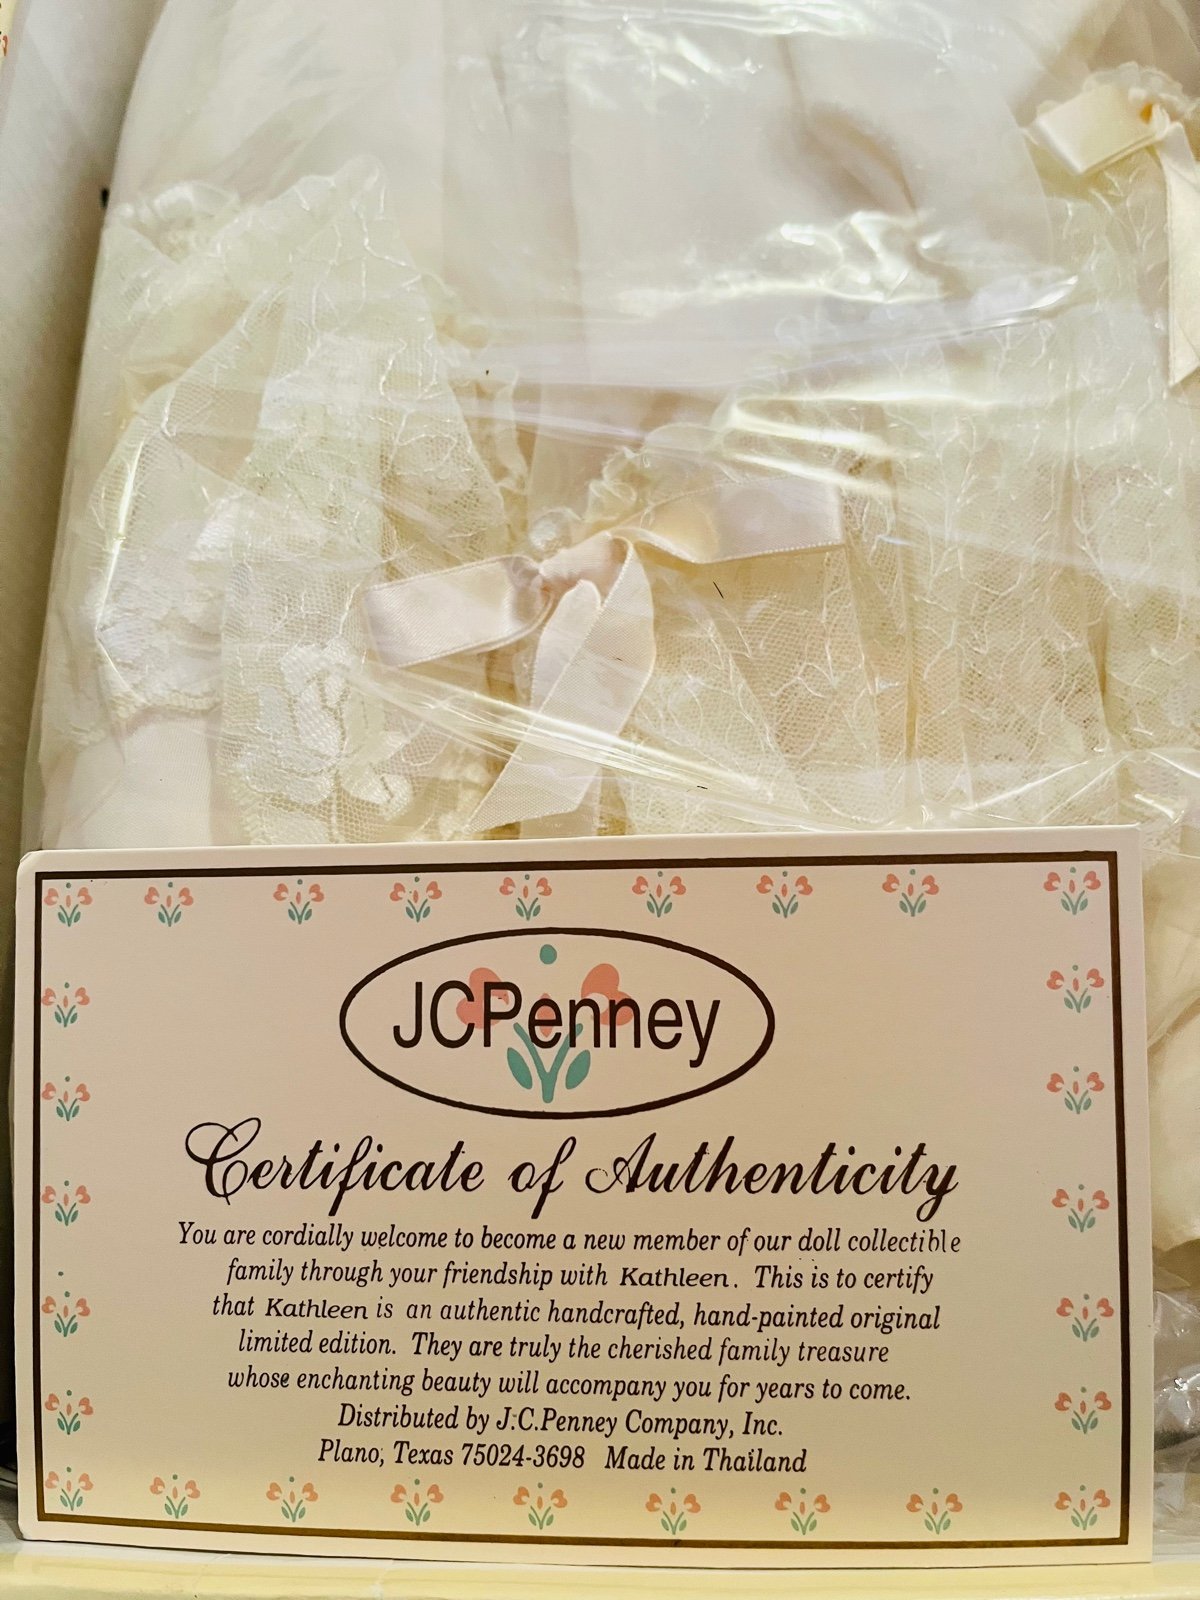 JCPenney
Certificate of Authenticity
You are cordially welcome to become a new member of our doll collectible
family through your friendship with Kathleen. This is to certify
that Kathleen is an authentic handcrafted, hand-painted original
limited edition. They are truly the cherished family treasure
whose enchanting beauty will accompany you for years to come.
Distributed by J.C.Penney Company, Inc.
Plano, Texas 75024-3698 Made in Thailand